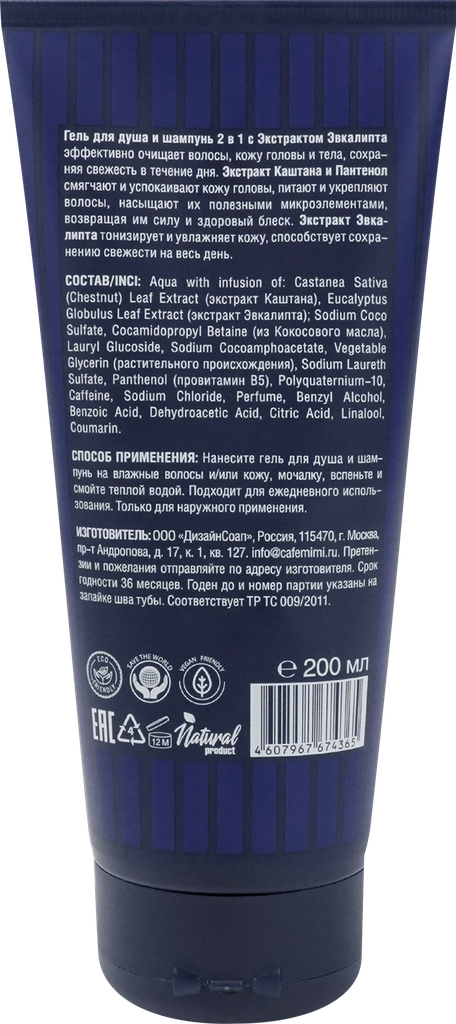 Гель для душа и шампунь 2 в 1 с Экстрактом Эвкалипта
эффективно очищает волосы, кожу головы и тела, сохра-
няя свежесть в течение дня. Экстракт Каштана и Пантенол
смягчают и успокаивают кожу головы, питают и укрепляют
волосы, насыщают их полезными микроэлементами,
возвращая им силу и здоровый блеск. Экстракт Эвка-
липта тонизирует и увлажняет кожу, способствует сохра-
нению свежести на весь день.
СОСТАВ/INCI: Aqua with infusion of: Castanea Sativa
(Chestnut) Leaf Extract (экстракт Каштана), Eucalyptus
Globulus Leaf Extract (экстракт Эвкалипта); Sodium Coco
Sulfate, Cocamidopropyl Betaine (из Кокосового масла),
Lauryl Glucoside, Sodium Cocoamphoacetate, Vegetable
Glycerin (растительного происхождения), Sodium Laureth
Sulfate, Panthenol (провитамин B5), Polyquaternium-10,
Caffeine, Sodium Chloride, Perfume, Benzyl Alcohol,
Benzoic Acid, Dehydroacetic Acid, Citric Acid, Linalool,
Coumarin.
СПОСОБ ПРИМЕНЕНИЯ: Нанесите гель для душа и шам-
пунь на влажные волосы и/или кожу, мочалку, вспеньте и
смойте теплой водой. Подходит для ежедневного исполь-
зования. Только для наружного применения.
ИЗГОТОВИТЕЛЬ: ООО «ДизайнСоап», Россия, 115470, г. Москва,
пр-т Андропова, д. 17, к. 1, кв. 127. info@cafemimi.ru. Претен-
зии и пожелания отправляйте по адресу изготовителя. Срок
годности 36 месяцев. Годен до и номер партии указаны на
запайке шва тубы. Соответствует ТР ТС 009/2011.
ECO FRIENDLY
SAVE THE WORLD
VEGAN FRIENDLY
℮ 200 МЛ
EAC
12 M
Natural
product
4 607967 674365